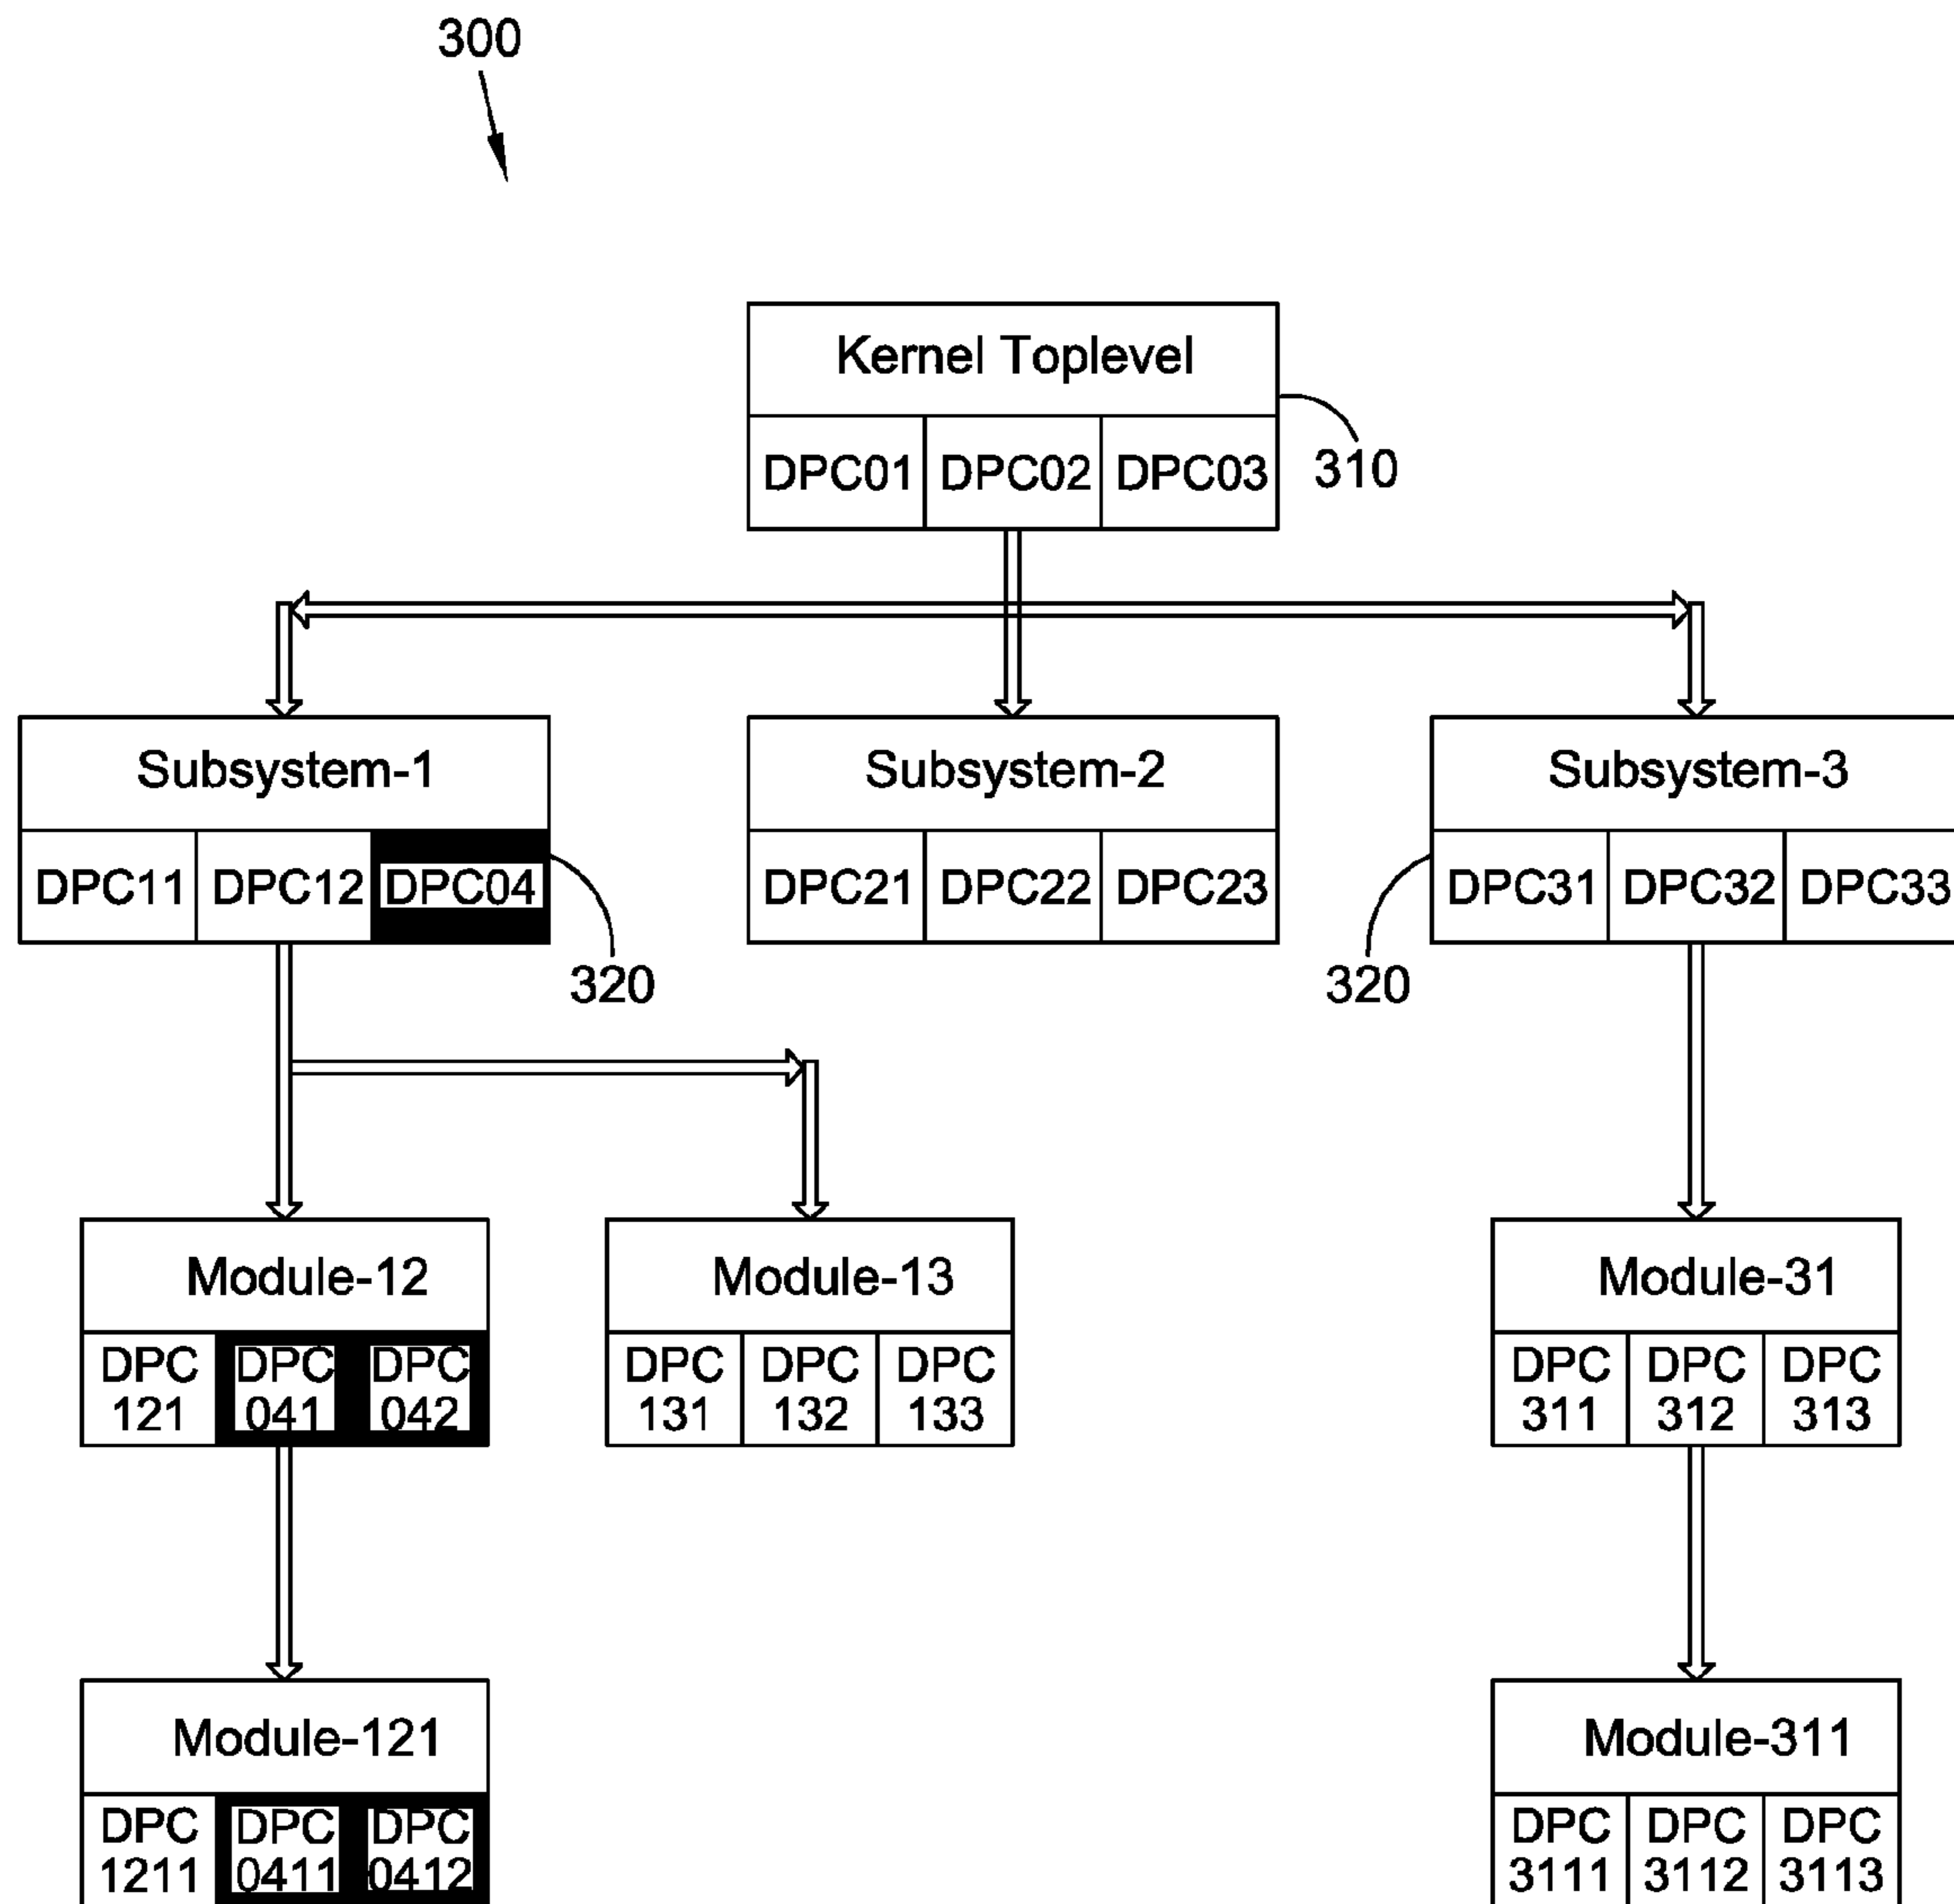 300
Kernel Toplevel
DPC01 DPC02 DPC03
310
Subsystem-1 Subsystem-2 Subsystem-3
DPC11 DPC12 DPC04 DPC21 DPC22 DPC23 DPC31 DPC32 DPC33
320 320
Module-12 Module-13 Module-31
DPC DPC DPC DPC DPC DPC DPC DPC DPC
121 041 042 131 132 133 311 312 313
Module-121 Module-311
DPC DPC DPC DPC DPC DPC
1211 0411 0412 3111 3112 3113